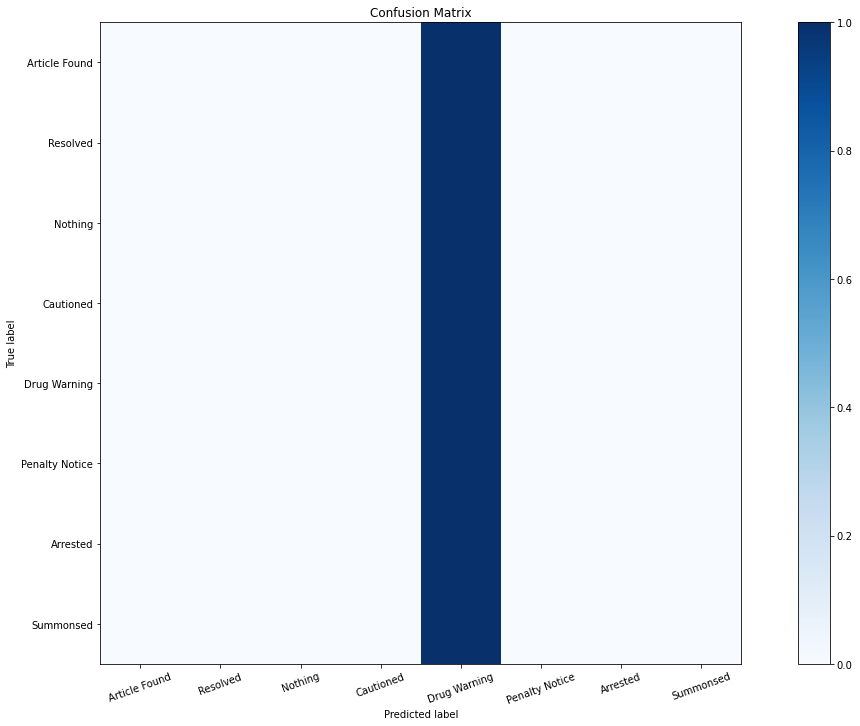 Confusion Matrix
Article Found
Resolved
Nothing
Cautioned
Drug Warning
Penalty Notice
Arrested
Summonsed
True label
Article Found
Resolved
Nothing
Cautioned
Drug Warning
Penalty Notice
Arrested
Summonsed
Predicted label
1.0
0.8
0.6
0.4
0.2
0.0